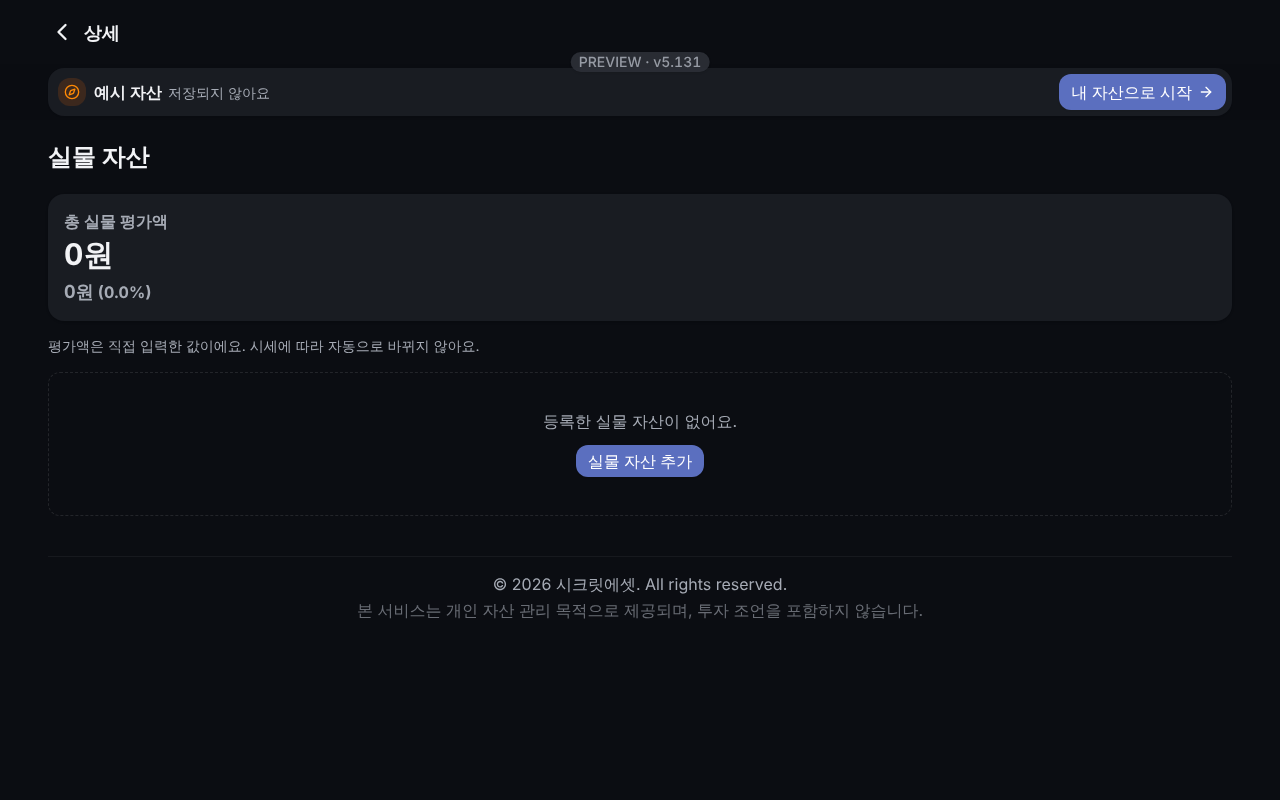 상세
PREVIEW · v5.131
예시 자산 저장되지 않아요
내 자산으로 시작 →
실물 자산
총 실물 평가액
0원
0원 (0.0%)
평가액은 직접 입력한 값이에요. 시세에 따라 자동으로 바뀌지 않아요.
등록한 실물 자산이 없어요.
실물 자산 추가
© 2026 시크릿에셋. All rights reserved.
본 서비스는 개인 자산 관리 목적으로 제공되며, 투자 조언을 포함하지 않습니다.